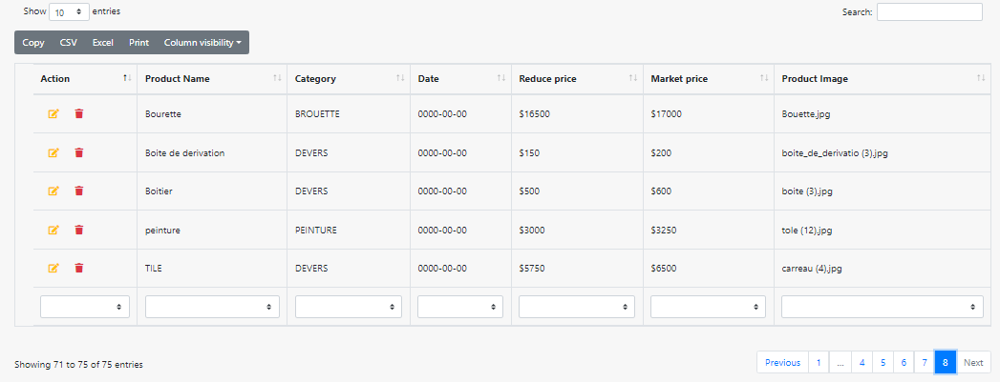 Show 10 entries Search:
Copy CSV Excel Print Column visibility
Action Product Name Category Date Reduce price Market price Product Image
Bourette BROUETTE 0000-00-00 $16500 $17000 Bouette.jpg
Boite de derivation DEVERS 0000-00-00 $150 $200 boite_de_derivatio (3).jpg
Boitier DEVERS 0000-00-00 $500 $600 boite (3).jpg
peinture PEINTURE 0000-00-00 $3000 $3250 tole (12).jpg
TILE DEVERS 0000-00-00 $5750 $6500 carreau (4).jpg
Showing 71 to 75 of 75 entries Previous 1 ... 4 5 6 7 8 Next